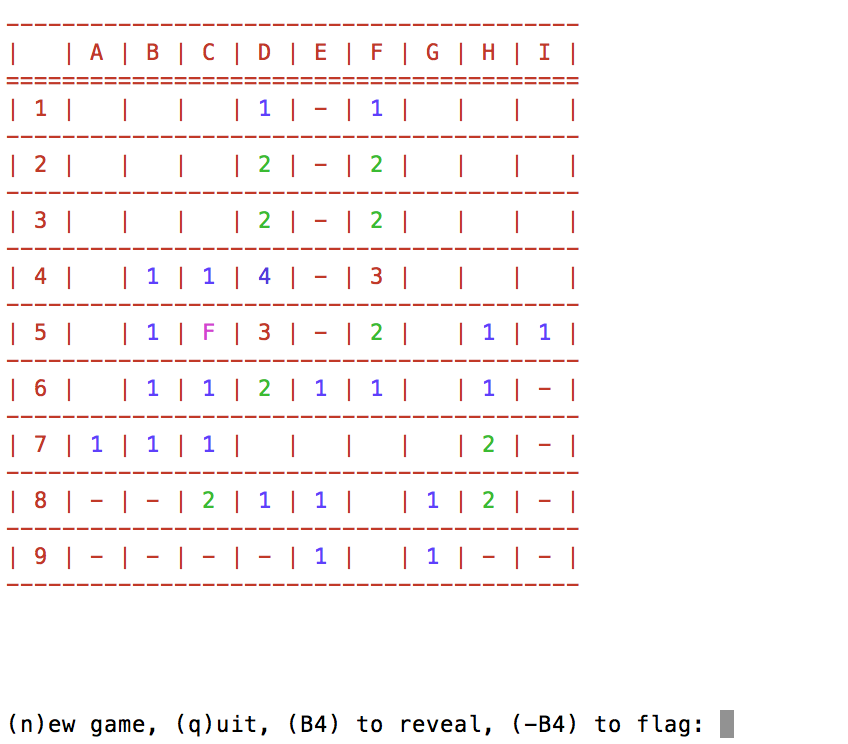 -----------------------------------------
|   | A | B | C | D | E | F | G | H | I |
=========================================
| 1 |   |   |   | 1 | - | 1 |   |   |   |
-----------------------------------------
| 2 |   |   |   | 2 | - | 2 |   |   |   |
-----------------------------------------
| 3 |   |   |   | 2 | - | 2 |   |   |   |
-----------------------------------------
| 4 |   | 1 | 1 | 4 | - | 3 |   |   |   |
-----------------------------------------
| 5 |   | 1 | F | 3 | - | 2 |   | 1 | 1 |
-----------------------------------------
| 6 |   | 1 | 1 | 2 | 1 | 1 |   | 1 | - |
-----------------------------------------
| 7 | 1 | 1 | 1 |   |   |   |   | 2 | - |
-----------------------------------------
| 8 | - | - | 2 | 1 | 1 |   | 1 | 2 | - |
-----------------------------------------
| 9 | - | - | - | - | 1 |   | 1 | - | - |
-----------------------------------------
(n)ew game, (q)uit, (B4) to reveal, (-B4) to flag: